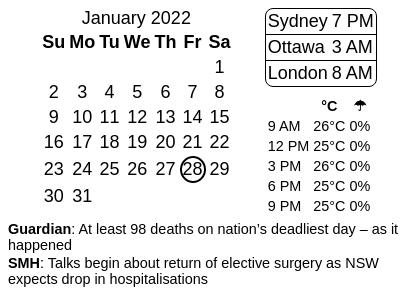 January 2022
Su Mo Tu We Th Fr Sa
1
2 3 4 5 6 7 8
9 10 11 12 13 14 15
16 17 18 19 20 21 22
23 24 25 26 27 28 29
30 31
Sydney 7 PM
Ottawa 3 AM
London 8 AM
°C ☂
9 AM 26°C 0%
12 PM 25°C 0%
3 PM 26°C 0%
6 PM 25°C 0%
9 PM 25°C 0%
Guardian: At least 98 deaths on nation’s deadliest day – as it
happened
SMH: Talks begin about return of elective surgery as NSW
expects drop in hospitalisations